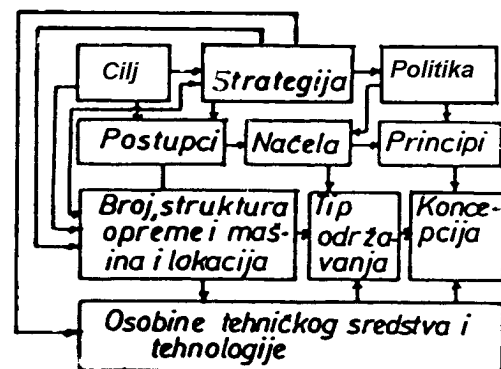 Cilj
Strategija
Politika
Postupci
Načela
Principi
Broj, struktura
opreme i maš-
ina i lokacija
Tip
održa-
vanja
Konce-
pcija
Osobine tehničkog sredstva i
tehnologije